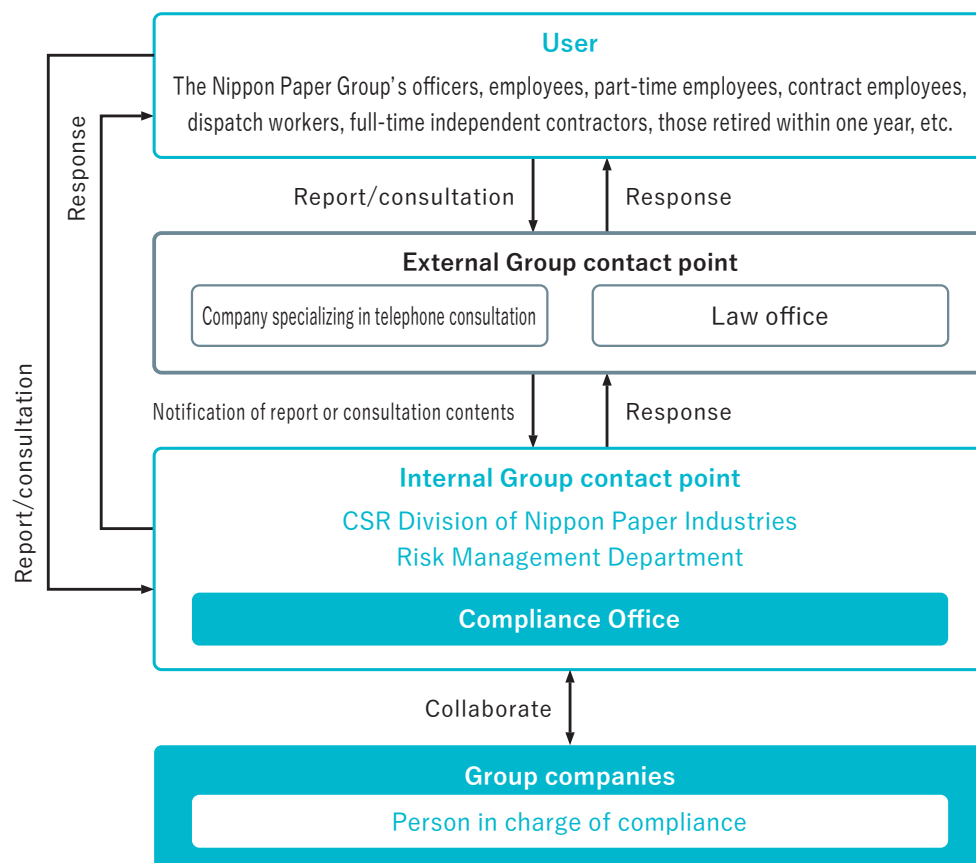 User
The Nippon Paper Group's officers, employees, part-time employees, contract employees,
dispatch workers, full-time independent contractors, those retired within one year, etc.
Response
Report/consultation
Report/consultation
Response
External Group contact point
Company specializing in telephone consultation
Law office
Notification of report or consultation contents
Response
Internal Group contact point
CSR Division of Nippon Paper Industries
Risk Management Department
Compliance Office
Collaborate
Group companies
Person in charge of compliance